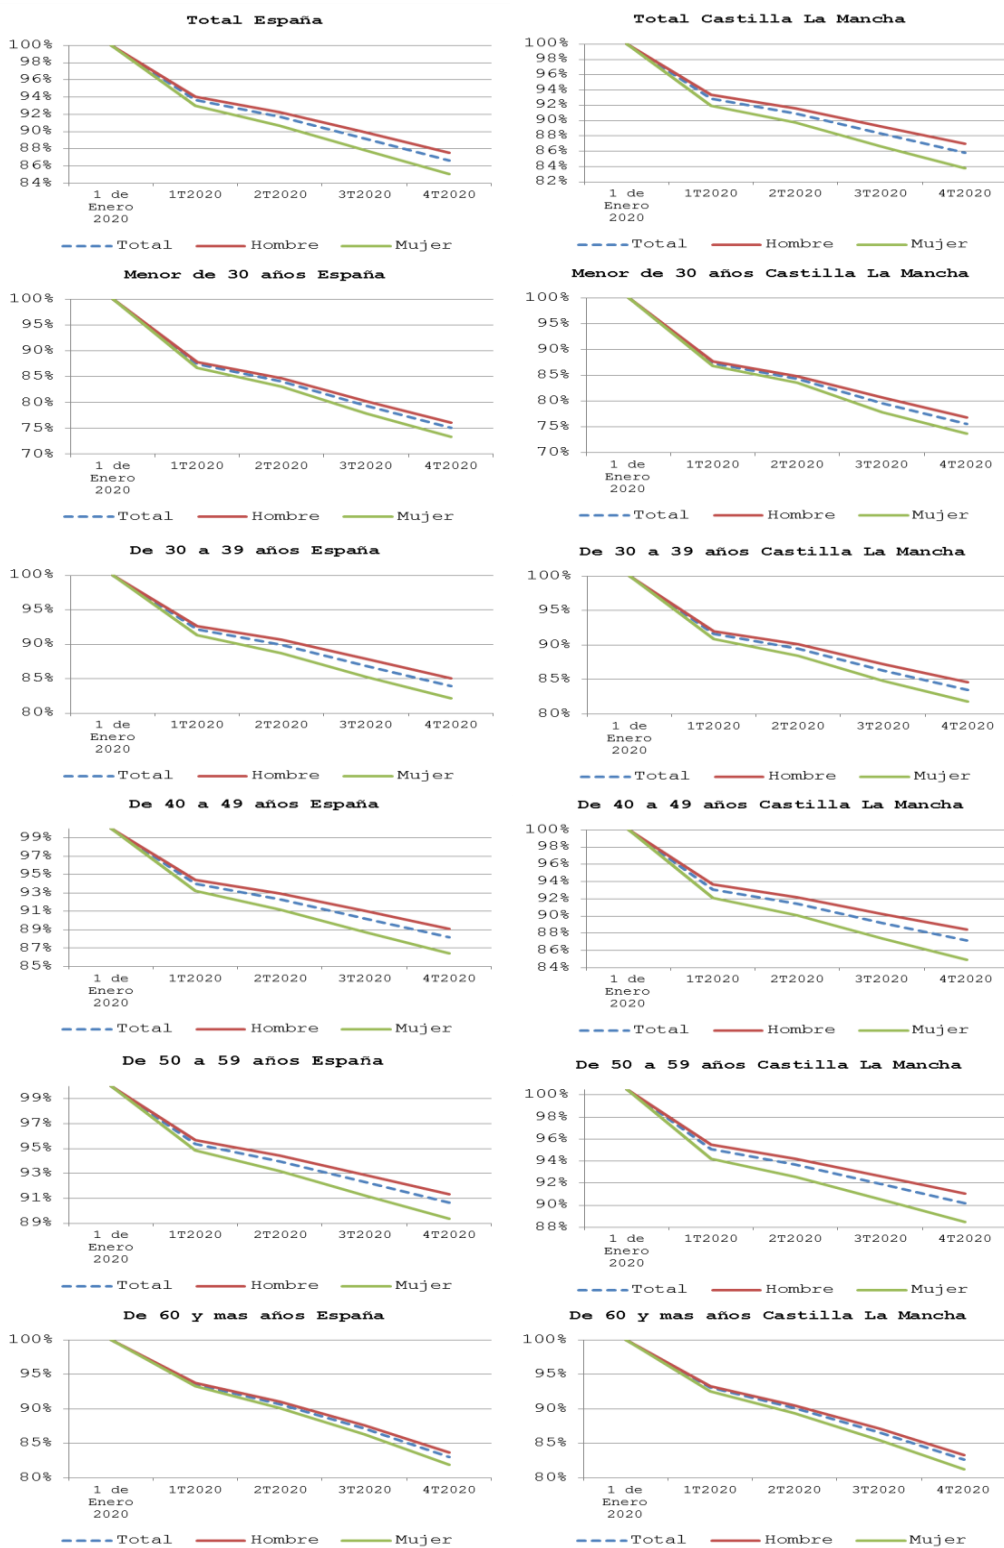 Total España
100%
98%
96%
94%
92%
90%
88%
86%
84%
1 de Enero 2020
1T2020
2T2020
3T2020
4T2020
Total
Hombre
Mujer
Total Castilla La Mancha
100%
98%
96%
94%
92%
90%
88%
86%
84%
82%
1 de Enero 2020
1T2020
2T2020
3T2020
4T2020
Total
Hombre
Mujer
Menor de 30 años España
100%
95%
90%
85%
80%
75%
70%
1 de Enero 2020
1T2020
2T2020
3T2020
4T2020
Total
Hombre
Mujer
Menor de 30 años Castilla La Mancha
100%
95%
90%
85%
80%
75%
70%
1 de Enero 2020
1T2020
2T2020
3T2020
4T2020
Total
Hombre
Mujer
De 30 a 39 años España
100%
95%
90%
85%
80%
1 de Enero 2020
1T2020
2T2020
3T2020
4T2020
Total
Hombre
Mujer
De 30 a 39 años Castilla La Mancha
100%
95%
90%
85%
80%
1 de Enero 2020
1T2020
2T2020
3T2020
4T2020
Total
Hombre
Mujer
De 40 a 49 años España
99%
97%
95%
93%
91%
89%
87%
85%
1 de Enero 2020
1T2020
2T2020
3T2020
4T2020
Total
Hombre
Mujer
De 40 a 49 años Castilla La Mancha
100%
98%
96%
94%
92%
90%
88%
86%
84%
1 de Enero 2020
1T2020
2T2020
3T2020
4T2020
Total
Hombre
Mujer
De 50 a 59 años España
99%
97%
95%
93%
91%
89%
1 de Enero 2020
1T2020
2T2020
3T2020
4T2020
Total
Hombre
Mujer
De 50 a 59 años Castilla La Mancha
100%
98%
96%
94%
92%
90%
88%
1 de Enero 2020
1T2020
2T2020
3T2020
4T2020
Total
Hombre
Mujer
De 60 y mas años España
100%
95%
90%
85%
80%
1 de Enero 2020
1T2020
2T2020
3T2020
4T2020
Total
Hombre
Mujer
De 60 y mas años Castilla La Mancha
100%
95%
90%
85%
80%
1 de Enero 2020
1T2020
2T2020
3T2020
4T2020
Total
Hombre
Mujer